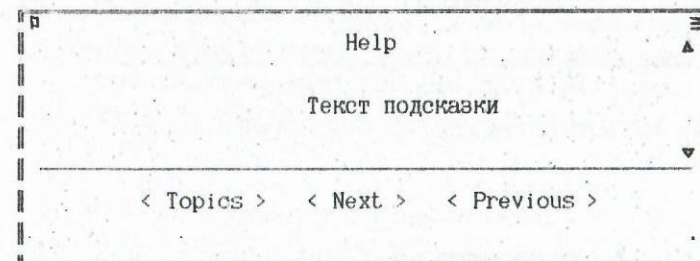 Help
Текст подсказки
< Topics > < Next > < Previous >